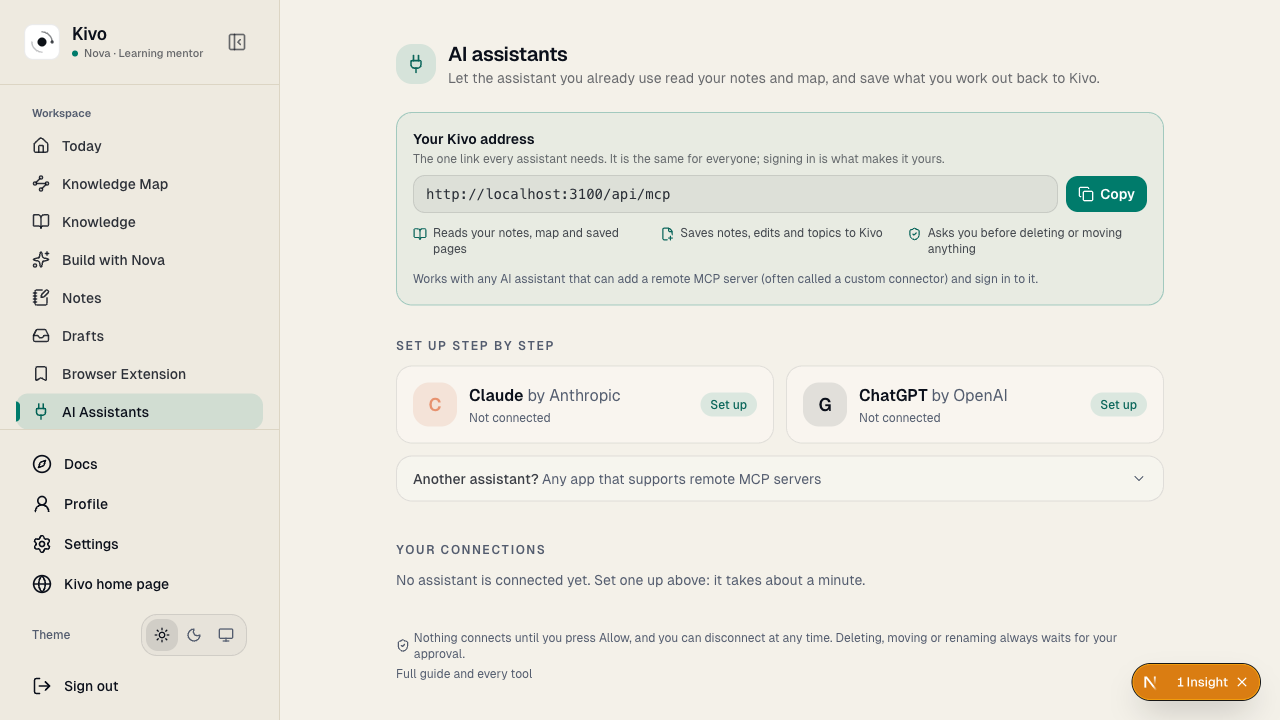 Kivo
Nova · Learning mentor
Workspace
Today
Knowledge Map
Knowledge
Build with Nova
Notes
Drafts
Browser Extension
AI Assistants
Docs
Profile
Settings
Kivo home page
Theme
Sign out
AI assistants
Let the assistant you already use read your notes and map, and save what you work out back to Kivo.
Your Kivo address
The one link every assistant needs. It is the same for everyone; signing in is what makes it yours.
http://localhost:3100/api/mcp
Copy
Reads your notes, map and saved
pages
Saves notes, edits and topics to Kivo
Asks you before deleting or moving
anything
Works with any AI assistant that can add a remote MCP server (often called a custom connector) and sign in to it.
SET UP STEP BY STEP
C
Claude by Anthropic
Not connected
Set up
G
ChatGPT by OpenAI
Not connected
Set up
Another assistant? Any app that supports remote MCP servers
YOUR CONNECTIONS
No assistant is connected yet. Set one up above: it takes about a minute.
Nothing connects until you press Allow, and you can disconnect at any time. Deleting, moving or renaming always waits for your
approval.
Full guide and every tool
N
1 Insight